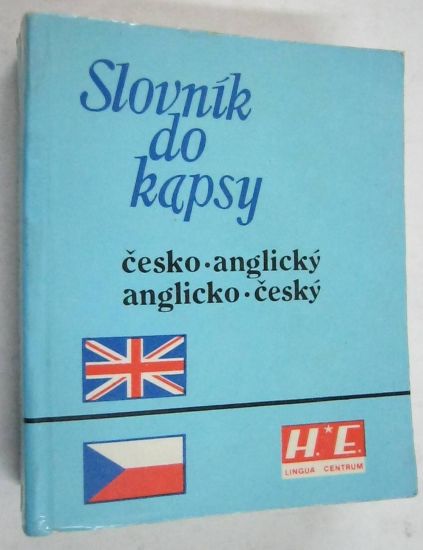 Slovník
do
kapsy
česko·anglický
anglicko·český
H.*E.
LINGUA CENTRUM